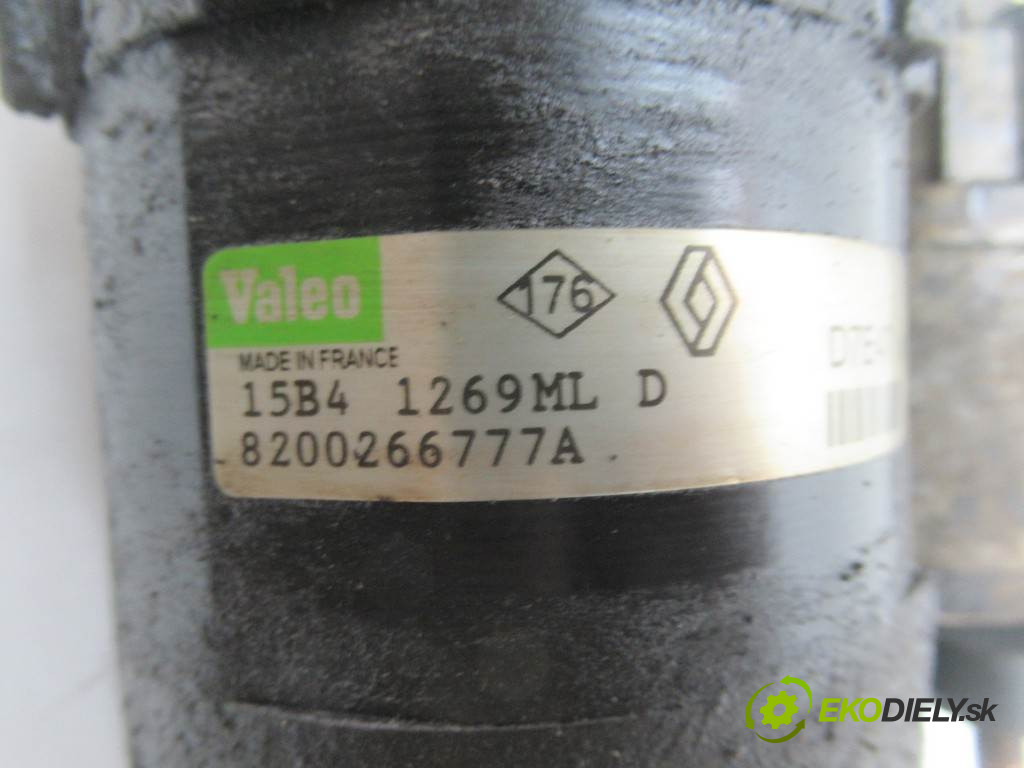 Valeo
176
MADE IN FRANCE
15B4 1269ML D
8200266777A
EKODIELY.sk